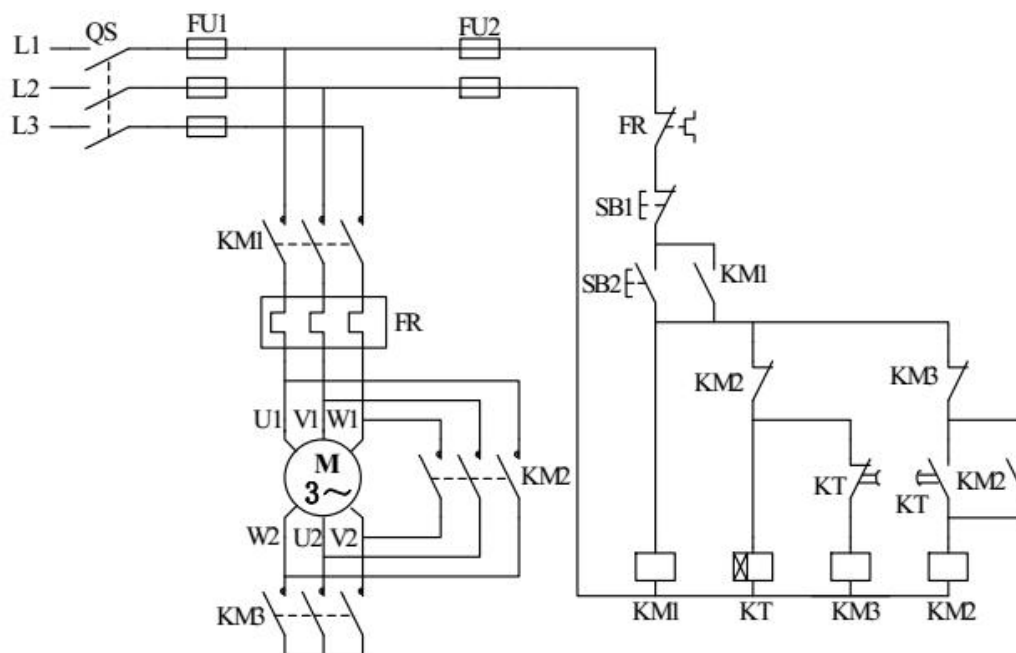 QS FU1 FU2
L1
L2
L3
FR
SB1
KM1
SB2 KM1
FR
KM2 KM3
U1 V1 W1
M
3～
KM2
KT KT KM2
W2 U2 V2
KM3
KM1 KT KM3 KM2